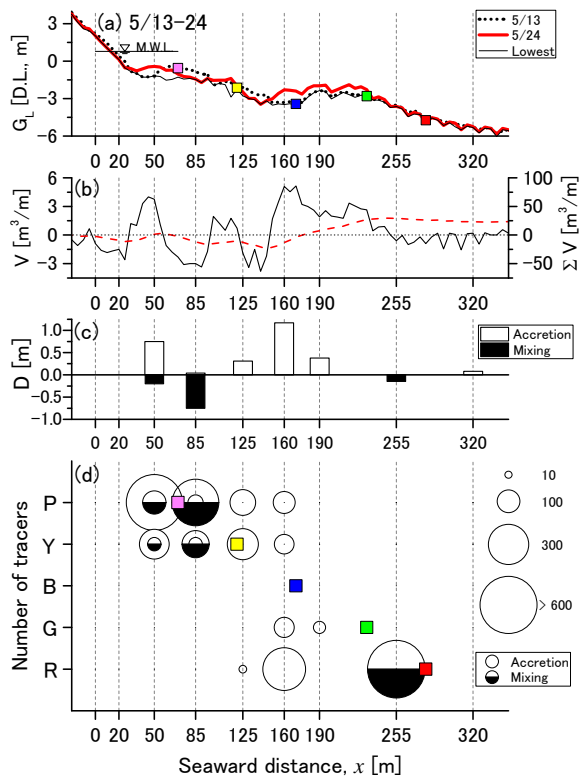 (a) 5/13-24
5/13
5/24
Lowest
M.W.L.
G_L [D.L., m]
3
0
-3
-6
0 20 50 85 125 160 190 255 320
(b)
V [m³/m]
6
3
0
-3
Σ V [m³/m]
100
50
0
-50
0 20 50 85 125 160 190 255 320
(c)
Accretion
Mixing
D [m]
1.0
0.5
0.0
-0.5
-1.0
0 20 50 85 125 160 190 255 320
(d)
Number of tracers
P
Y
B
G
R
10
100
300
> 600
Accretion
Mixing
0 20 50 85 125 160 190 255 320
Seaward distance, x [m]